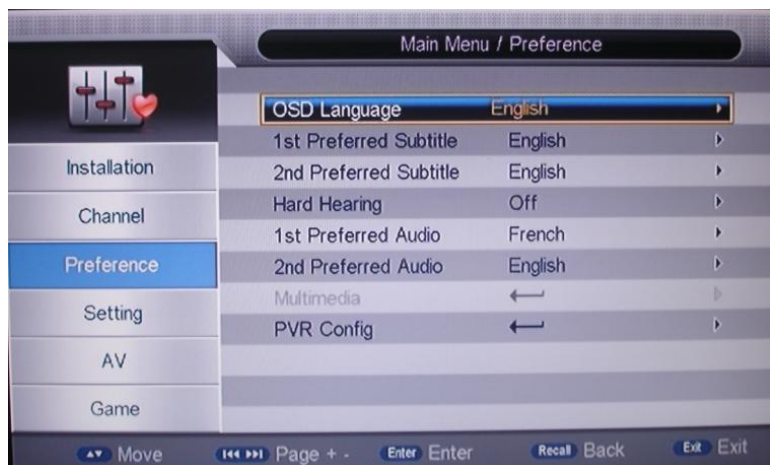 Main Menu / Preference
OSD Language English
1st Preferred Subtitle English
2nd Preferred Subtitle English
Hard Hearing Off
1st Preferred Audio French
2nd Preferred Audio English
Multimedia
PVR Config
Installation
Channel
Preference
Setting
AV
Game
Move Page + - Enter Enter Recall Back Exit Exit